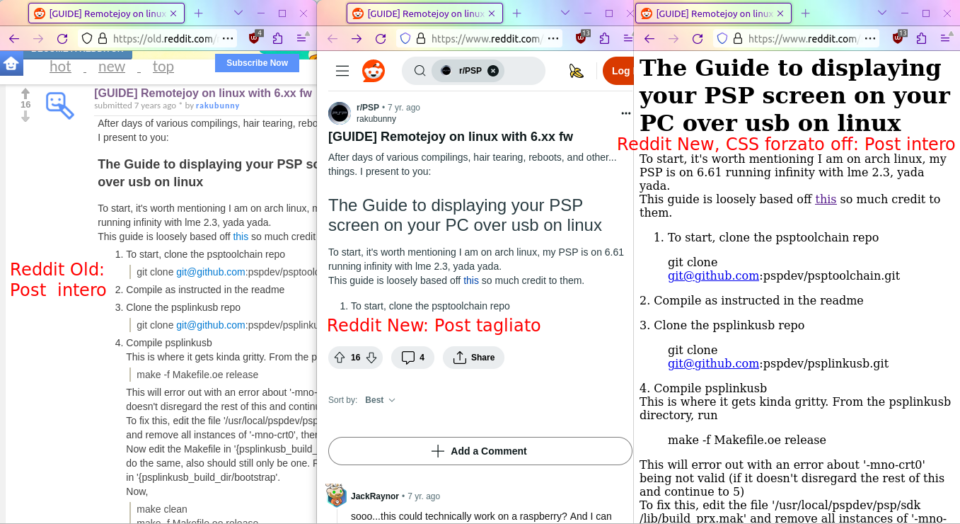 [GUIDE] Remotejoy on linux
https://old.reddit.com/
4
hot new top
Subscribe Now
16
[GUIDE] Remotejoy on linux with 6.xx fw
submitted 7 years ago * by rakubunny
After days of various compilings, hair tearing,
I present to you:
The Guide to displaying your PSP
over usb on linux
To start, it's worth mentioning I am on arch linux,
running infinity with lme 2.3, yada yada.
This guide is loosely based off this so much credit
1. To start, clone the psptoolchain repo
git clone git@github.com:pspdev/psptoolc
Reddit Old:
Post intero
2. Compile as instructed in the readme
3. Clone the psplinkusb repo
git clone git@github.com:pspdev/psplinku
4. Compile psplinkusb
This is where it gets kinda gritty. From the p
make -f Makefile.oe release
This will error out with an error about '-mno-
doesn't disregard the rest of this and contin
To fix this, edit the file '/usr/local/pspdev/ps
and remove all instances of '-mno-crt0', the
Now edit the Makefile in '{psplinkusb_build_
do the same, also should still only be one. F
in '{psplinkusb_build_dir/bootstrap'.
Now,
make clean
make -f Makefile.oe release
[GUIDE] Remotejoy on linux
https://www.reddit.com/
r/PSP
Log
r/PSP • 7 yr. ago
rakubunny
[GUIDE] Remotejoy on linux with 6.xx fw
After days of various compilings, hair tearing, reboots, and other...
things. I present to you:
The Guide to displaying your PSP
screen on your PC over usb on linux
To start, it's worth mentioning I am on arch linux, my PSP is on 6.61
running infinity with lme 2.3, yada yada.
This guide is loosely based off this so much credit to them.
1. To start, clone the psptoolchain repo
Reddit New: Post tagliato
16
4
Share
Sort by: Best
Add a Comment
JackRaynor • 7 yr. ago
sooo...this could technically work on a raspberry? And I can
[GUIDE] Remotejoy on linux
https://www.reddit.com/
The Guide to displaying
your PSP screen on your
PC over usb on linux
Reddit New, CSS forzato off: Post intero
To start, it's worth mentioning I am on arch linux, my
PSP is on 6.61 running infinity with lme 2.3, yada
yada.
This guide is loosely based off this so much credit to
them.
1. To start, clone the psptoolchain repo
git clone
git@github.com:pspdev/psptoolchain.git
2. Compile as instructed in the readme
3. Clone the psplinkusb repo
git clone
git@github.com:pspdev/psplinkusb.git
4. Compile psplinkusb
This is where it gets kinda gritty. From the psplinkusb
directory, run
make -f Makefile.oe release
This will error out with an error about '-mno-crt0'
being not valid (if it doesn't disregard the rest of this
and continue to 5)
To fix this, edit the file '/usr/local/pspdev/psp/sdk
/lib/build_prx.mak' and remove all instances of '-mno-